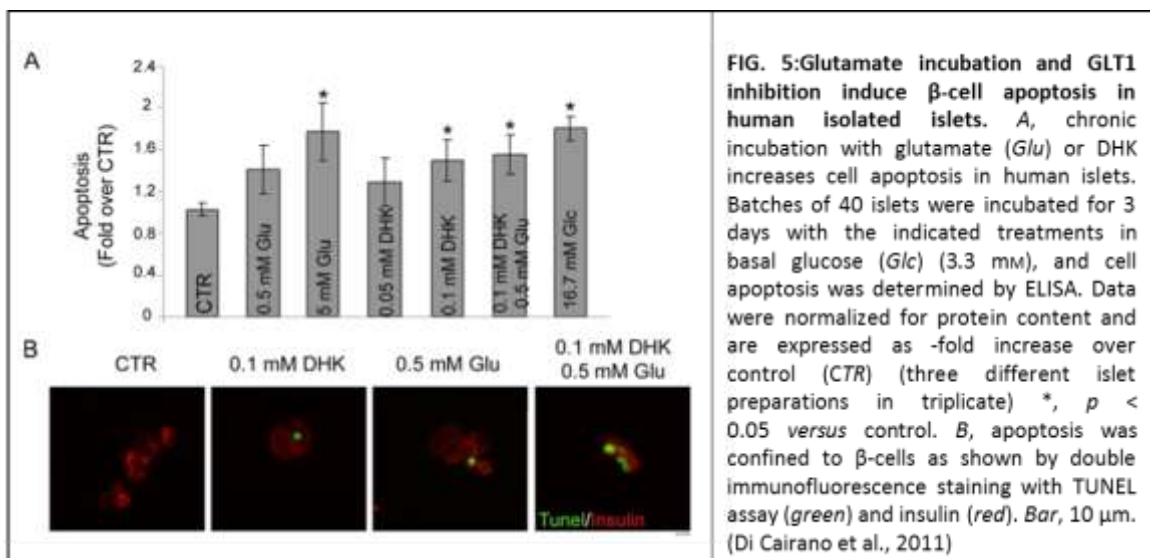 A
Apoptosis
(Fold over CTR)
2.4
2
1.6
1.2
0.8
0.4
0
CTR
0.5 mM Glu
5 mM Glu
*
0.05 mM DHK
0.1 mM DHK
*
0.1 mM DHK
0.5 mM Glu
*
16.7 mM Glc
*
B
CTR
0.1 mM DHK
0.5 mM Glu
0.1 mM DHK
0.5 mM Glu
Tunel/Insulin
FIG. 5:Glutamate incubation and GLT1
inhibition induce β-cell apoptosis in
human isolated islets. A, chronic
incubation with glutamate (Glu) or DHK
increases cell apoptosis in human islets.
Batches of 40 islets were incubated for 3
days with the indicated treatments in
basal glucose (Glc) (3.3 mM), and cell
apoptosis was determined by ELISA. Data
were normalized for protein content and
are expressed as -fold increase over
control (CTR) (three different islet
preparations in triplicate) *, p <
0.05 versus control. B, apoptosis was
confined to β-cells as shown by double
immunofluorescence staining with TUNEL
assay (green) and insulin (red). Bar, 10 μm.
(Di Cairano et al., 2011)